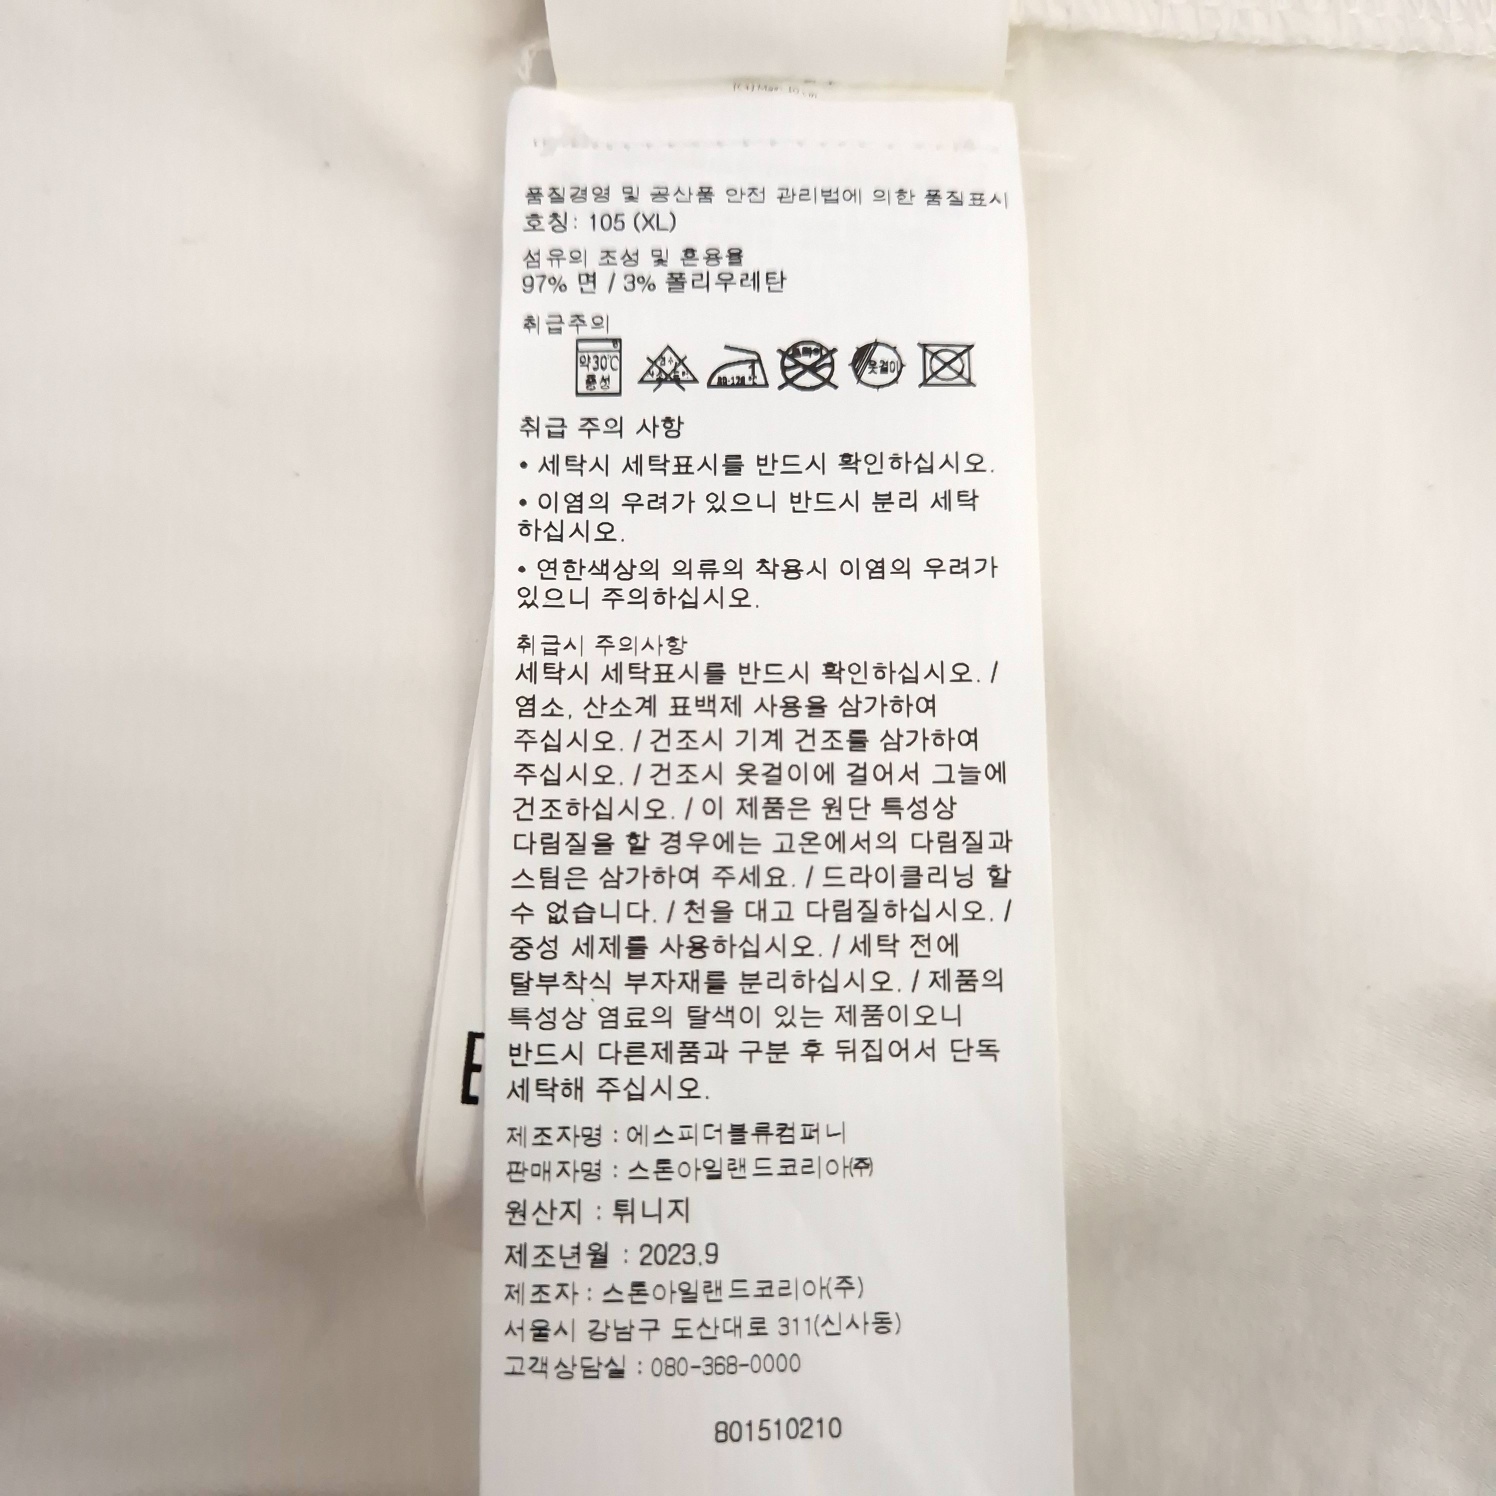 품질경영 및 공산품 안전 관리법에 의한 품질표시
호칭: 105 (XL)
섬유의 조성 및 혼용율
97% 면 / 3% 폴리우레탄
취급주의
약30℃
중성
80-120℃
옷걸이
취급 주의 사항
• 세탁시 세탁표시를 반드시 확인하십시오.
• 이염의 우려가 있으니 반드시 분리 세탁
하십시오.
• 연한색상의 의류의 착용시 이염의 우려가
있으니 주의하십시오.
취급시 주의사항
세탁시 세탁표시를 반드시 확인하십시오. /
염소, 산소계 표백제 사용을 삼가하여
주십시오. / 건조시 기계 건조를 삼가하여
주십시오. / 건조시 옷걸이에 걸어서 그늘에
건조하십시오. / 이 제품은 원단 특성상
다림질을 할 경우에는 고온에서의 다림질과
스팀은 삼가하여 주세요. / 드라이클리닝 할
수 없습니다. / 천을 대고 다림질하십시오. /
중성 세제를 사용하십시오. / 세탁 전에
탈부착식 부자재를 분리하십시오. / 제품의
특성상 염료의 탈색이 있는 제품이오니
반드시 다른제품과 구분 후 뒤집어서 단독
세탁해 주십시오.
제조자명 : 에스피더블류컴퍼니
판매자명 : 스톤아일랜드코리아㈜
원산지 : 튀니지
제조년월 : 2023.9
제조자 : 스톤아일랜드코리아(주)
서울시 강남구 도산대로 311(신사동)
고객상담실 : 080-368-0000
801510210